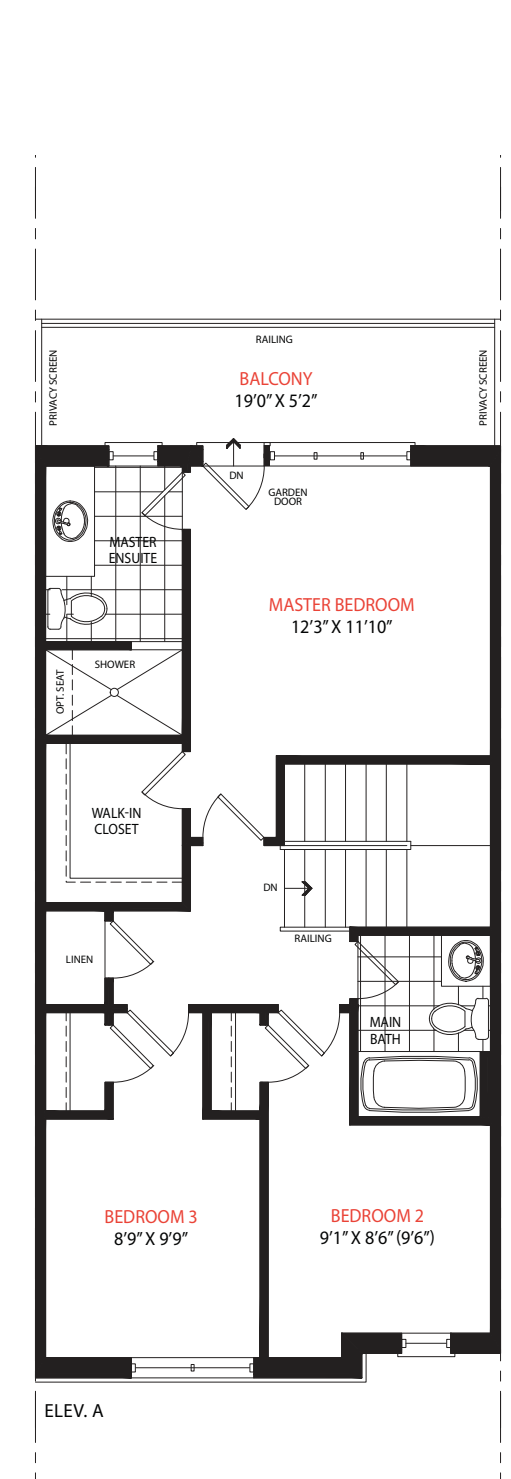 RAILING
PRIVACY SCREEN
BALCONY
19'0" X 5'2"
PRIVACY SCREEN
DN
GARDEN
DOOR
MASTER
ENSUITE
MASTER BEDROOM
12'3" X 11'10"
SHOWER
OPT. SEAT
WALK-IN
CLOSET
DN
RAILING
LINEN
MAIN
BATH
BEDROOM 3
8'9" X 9'9"
BEDROOM 2
9'1" X 8'6" (9'6")
ELEV. A